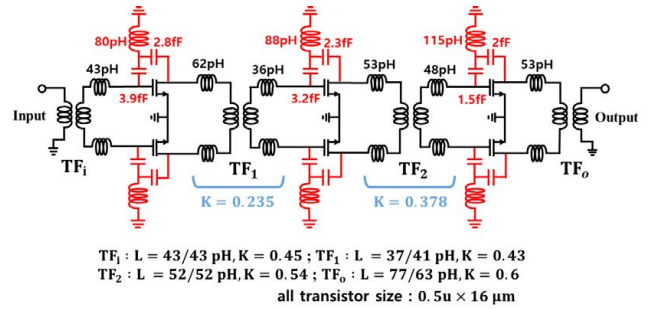 80pH 2.8fF 88pH 2.3fF 115pH 2fF
43pH 62pH 36pH 53pH 48pH 53pH
3.9fF 3.2fF 1.5fF
Input Output
TFi TF1 TF2 TFo
K = 0.235 K = 0.378
TFi : L = 43/43 pH, K = 0.45 ; TF1 : L = 37/41 pH, K = 0.43
TF2 : L = 52/52 pH, K = 0.54 ; TFo : L = 77/63 pH, K = 0.6
all transistor size : 0.5u × 16 μm